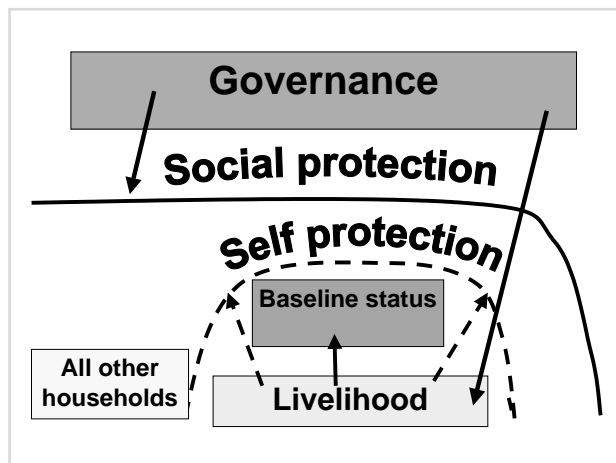 Governance
Social protection
Self protection
Baseline status
All other
households
Livelihood